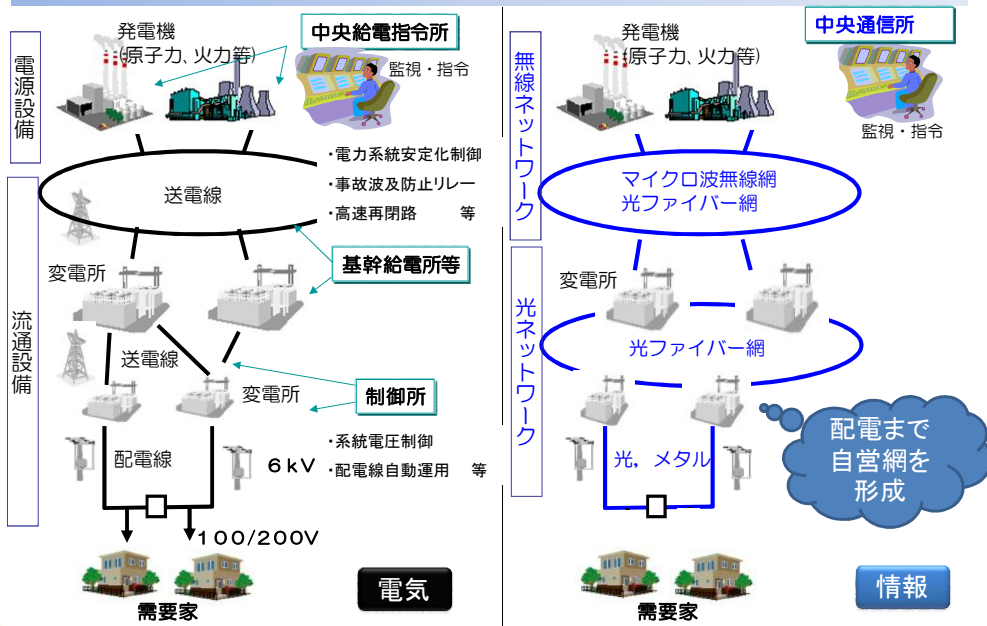 発電機
(原子力、火力等)
中央給電指令所
監視・指令
電源設備
・電力系統安定化制御
・事故波及防止リレー
・高速再閉路　等
送電線
基幹給電所等
変電所
流通設備
送電線
変電所
制御所
・系統電圧制御
・配電線自動運用　等
配電線
６ｋＶ
１００/２００Ｖ
需要家
電気
発電機
(原子力、火力等)
中央通信所
監視・指令
無線ネットワーク
マイクロ波無線網
光ファイバー網
変電所
光ネットワーク
光ファイバー網
配電まで
自営網を
形成
光，メタル
需要家
情報